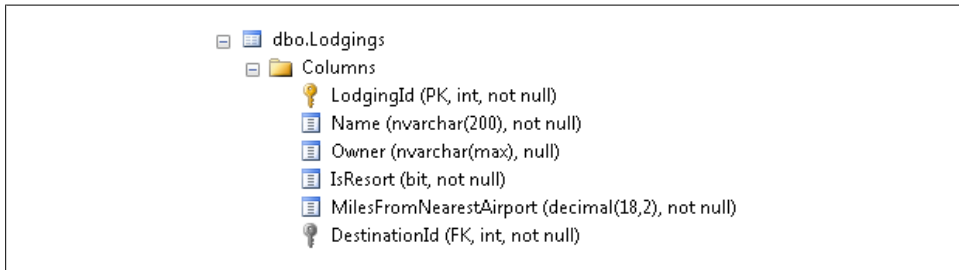 dbo.Lodgings
Columns
LodgingId (PK, int, not null)
Name (nvarchar(200), not null)
Owner (nvarchar(max), null)
IsResort (bit, not null)
MilesFromNearestAirport (decimal(18,2), not null)
DestinationId (FK, int, not null)